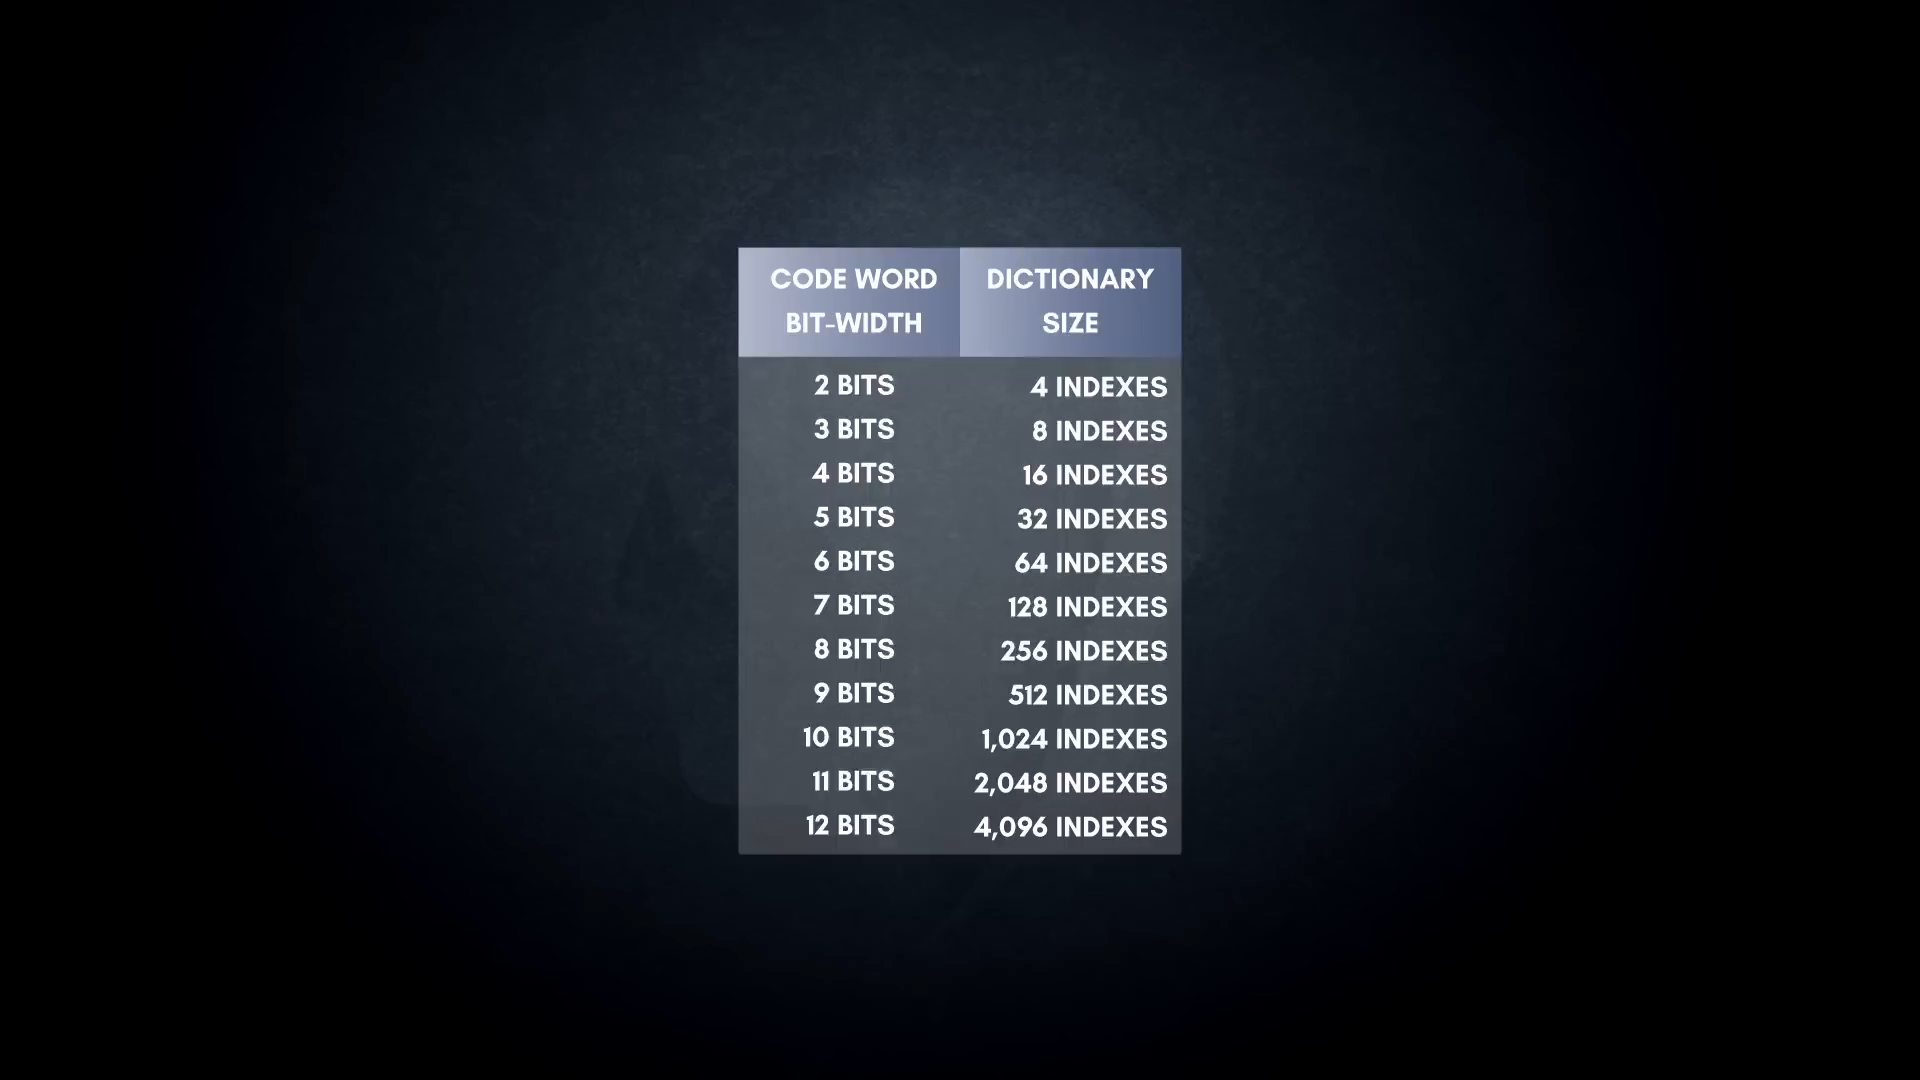 CODE WORD BIT-WIDTH DICTIONARY SIZE
2 BITS 4 INDEXES
3 BITS 8 INDEXES
4 BITS 16 INDEXES
5 BITS 32 INDEXES
6 BITS 64 INDEXES
7 BITS 128 INDEXES
8 BITS 256 INDEXES
9 BITS 512 INDEXES
10 BITS 1,024 INDEXES
11 BITS 2,048 INDEXES
12 BITS 4,096 INDEXES